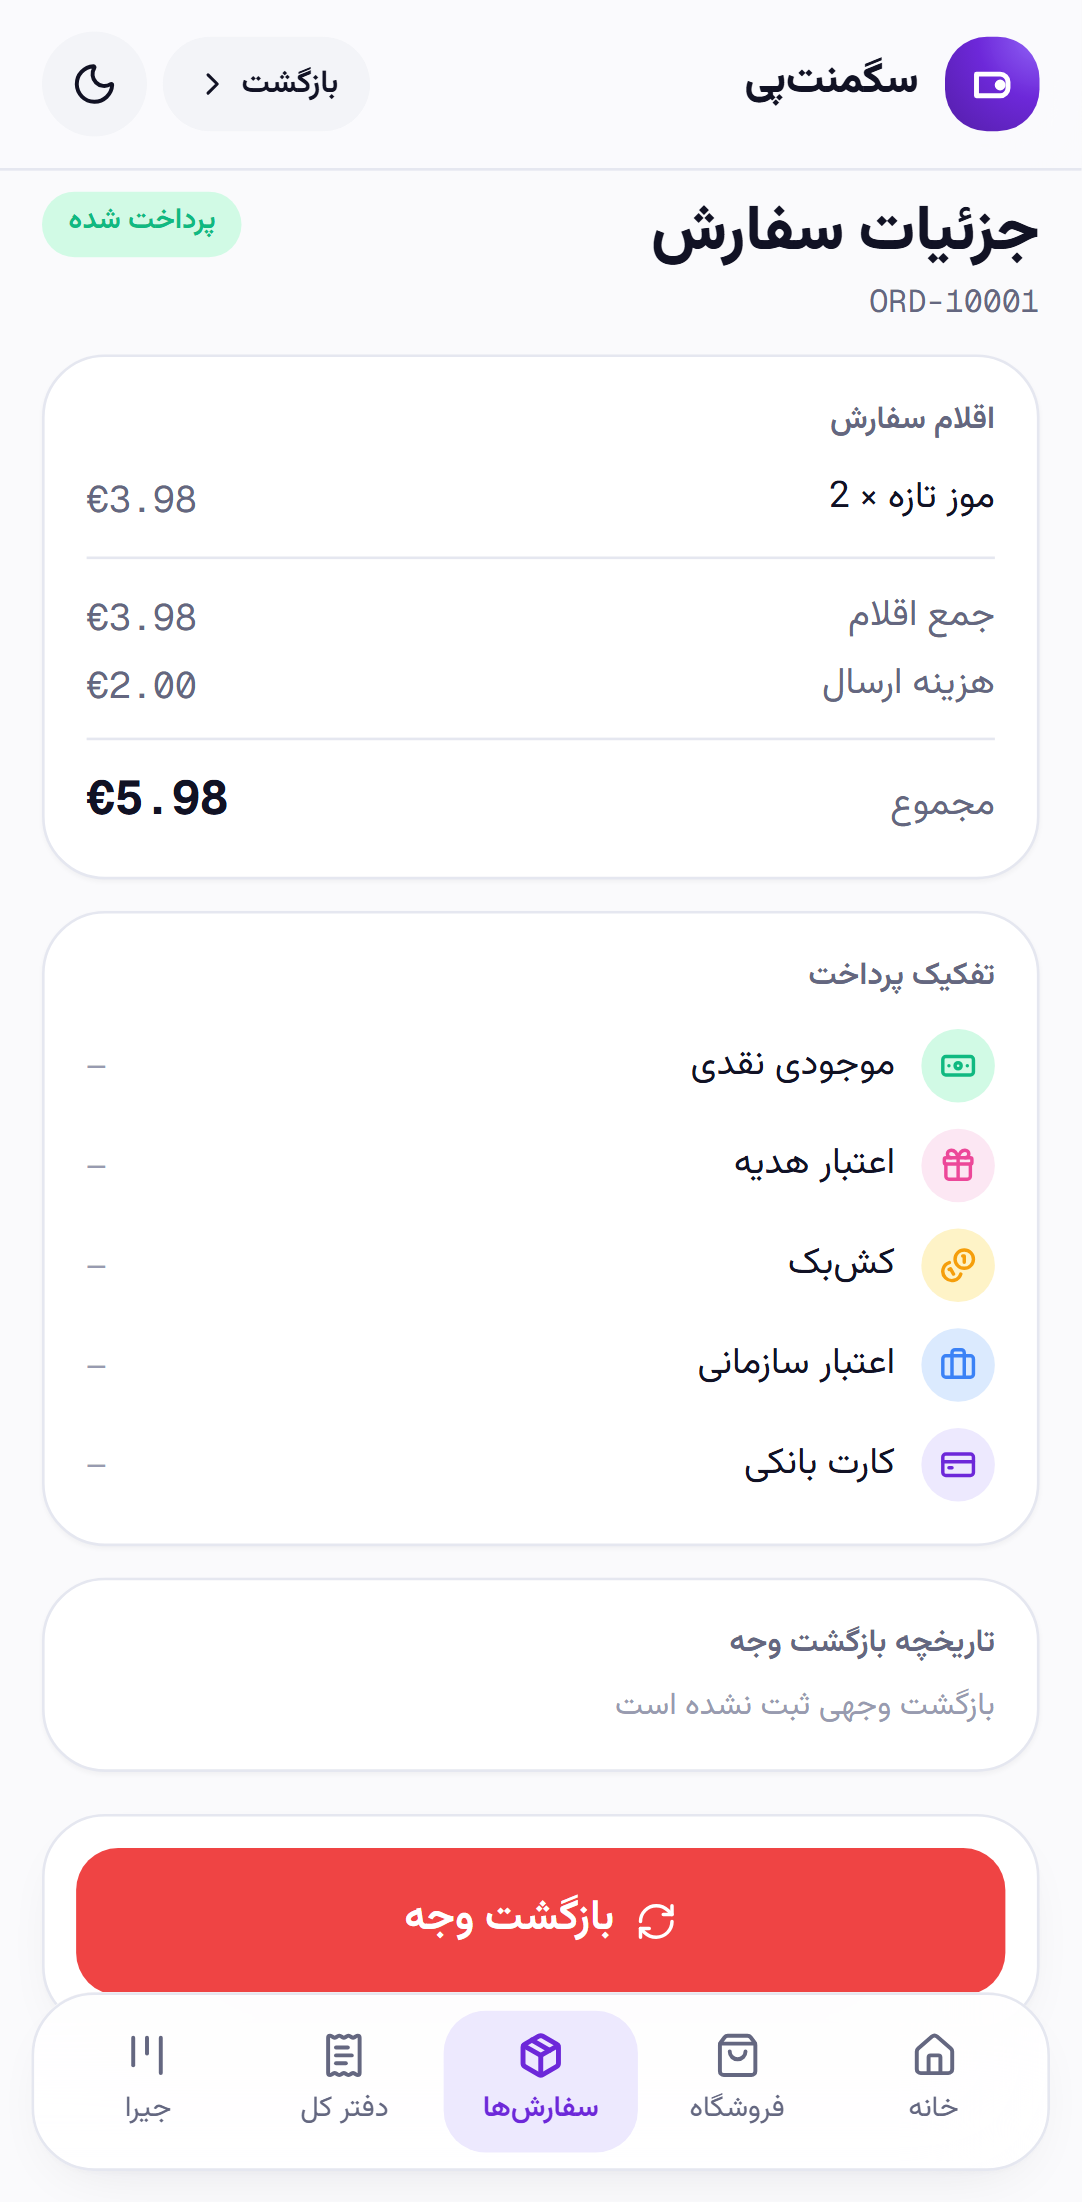 سگمنت‌پی
بازگشت
جزئیات سفارش
پرداخت شده
ORD-10001
اقلام سفارش
موز تازه × 2
€3.98
جمع اقلام
€3.98
هزینه ارسال
€2.00
مجموع
€5.98
تفکیک پرداخت
موجودی نقدی
–
اعتبار هدیه
–
کش‌بک
–
اعتبار سازمانی
–
کارت بانکی
–
تاریخچه بازگشت وجه
بازگشت وجهی ثبت نشده است
بازگشت وجه
خانه
فروشگاه
سفارش‌ها
دفتر کل
جیرا